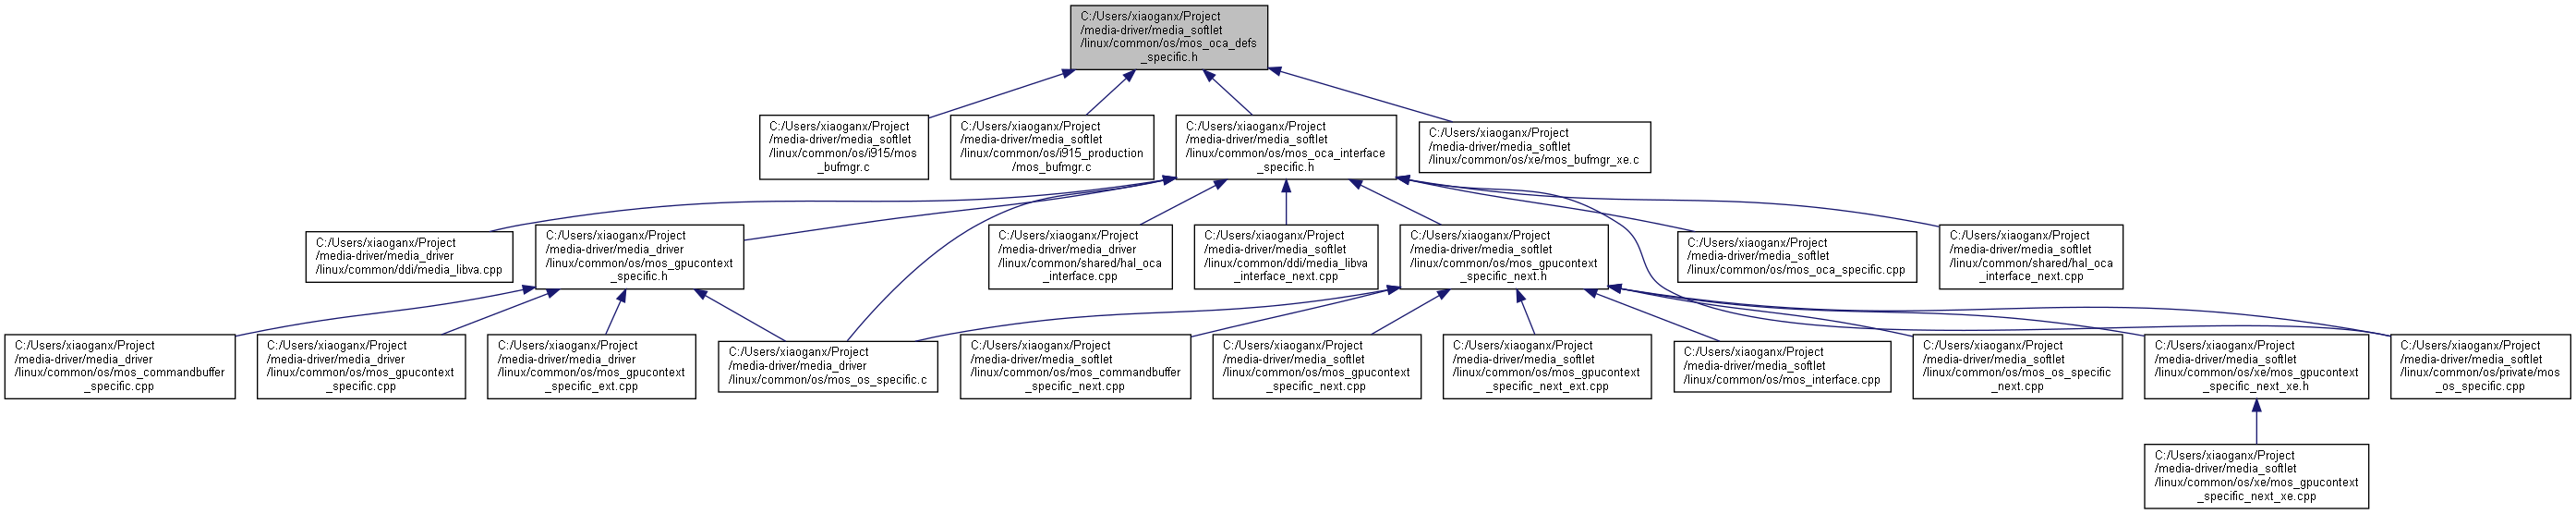 C:/Users/xiaoganx/Project
/media-driver/media_softlet
/linux/common/os/mos_oca_defs
_specific.h
C:/Users/xiaoganx/Project
/media-driver/media_softlet
/linux/common/os/i915/mos
_bufmgr.c
C:/Users/xiaoganx/Project
/media-driver/media_softlet
/linux/common/os/i915_production
/mos_bufmgr.c
C:/Users/xiaoganx/Project
/media-driver/media_softlet
/linux/common/os/mos_oca_interface
_specific.h
C:/Users/xiaoganx/Project
/media-driver/media_softlet
/linux/common/os/xe/mos_bufmgr_xe.c
C:/Users/xiaoganx/Project
/media-driver/media_driver
/linux/common/ddi/media_libva.cpp
C:/Users/xiaoganx/Project
/media-driver/media_driver
/linux/common/os/mos_gpucontext
_specific.h
C:/Users/xiaoganx/Project
/media-driver/media_driver
/linux/common/shared/hal_oca
_interface.cpp
C:/Users/xiaoganx/Project
/media-driver/media_softlet
/linux/common/ddi/media_libva
_interface_next.cpp
C:/Users/xiaoganx/Project
/media-driver/media_softlet
/linux/common/os/mos_gpucontext
_specific_next.h
C:/Users/xiaoganx/Project
/media-driver/media_softlet
/linux/common/os/mos_oca_specific.cpp
C:/Users/xiaoganx/Project
/media-driver/media_softlet
/linux/common/shared/hal_oca
_interface_next.cpp
C:/Users/xiaoganx/Project
/media-driver/media_driver
/linux/common/os/mos_commandbuffer
_specific.cpp
C:/Users/xiaoganx/Project
/media-driver/media_driver
/linux/common/os/mos_gpucontext
_specific.cpp
C:/Users/xiaoganx/Project
/media-driver/media_driver
/linux/common/os/mos_gpucontext
_specific_ext.cpp
C:/Users/xiaoganx/Project
/media-driver/media_driver
/linux/common/os/mos_os_specific.c
C:/Users/xiaoganx/Project
/media-driver/media_softlet
/linux/common/os/mos_commandbuffer
_specific_next.cpp
C:/Users/xiaoganx/Project
/media-driver/media_softlet
/linux/common/os/mos_gpucontext
_specific_next.cpp
C:/Users/xiaoganx/Project
/media-driver/media_softlet
/linux/common/os/mos_gpucontext
_specific_next_ext.cpp
C:/Users/xiaoganx/Project
/media-driver/media_softlet
/linux/common/os/mos_interface.cpp
C:/Users/xiaoganx/Project
/media-driver/media_softlet
/linux/common/os/mos_os_specific
_next.cpp
C:/Users/xiaoganx/Project
/media-driver/media_softlet
/linux/common/os/xe/mos_gpucontext
_specific_next_xe.h
C:/Users/xiaoganx/Project
/media-driver/media_softlet
/linux/common/os/private/mos
_os_specific.cpp
C:/Users/xiaoganx/Project
/media-driver/media_softlet
/linux/common/os/xe/mos_gpucontext
_specific_next_xe.cpp